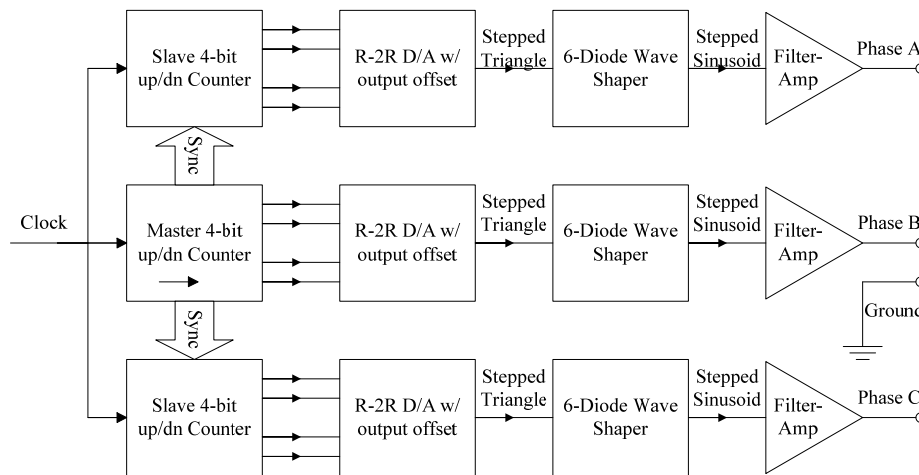 Slave 4-bit
up/dn Counter
R-2R D/A w/
output offset
Stepped
Triangle
6-Diode Wave
Shaper
Stepped
Sinusoid
Filter-
Amp
Phase A
Sync
Clock
Master 4-bit
up/dn Counter
R-2R D/A w/
output offset
Stepped
Triangle
6-Diode Wave
Shaper
Stepped
Sinusoid
Filter-
Amp
Phase B
Ground
Sync
Slave 4-bit
up/dn Counter
R-2R D/A w/
output offset
Stepped
Triangle
6-Diode Wave
Shaper
Stepped
Sinusoid
Filter-
Amp
Phase C